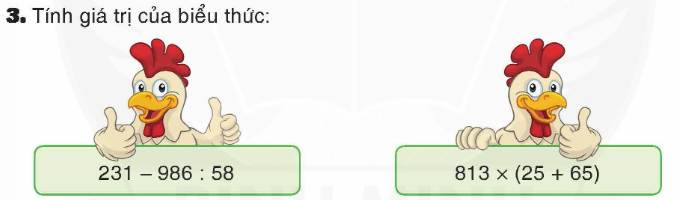 3. Tính giá trị của biểu thức:
231 – 986 : 58
813 × (25 + 65)